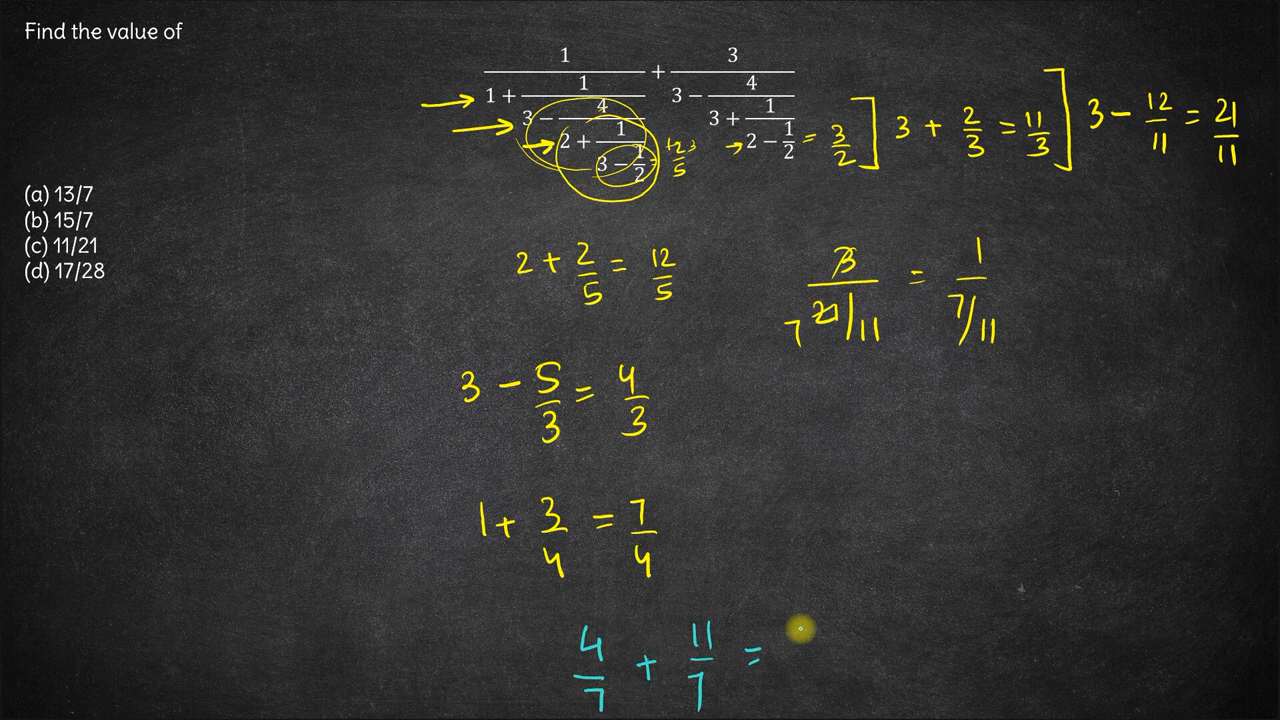 Find the value of
1/(1 + 1/(3 − 4/(2 + 1/(3 − 1/2)))) + 3/(3 − 4/(3 + 1/(2 − 1/2)))
= 3/2 ] 3 + 2/3 = 11/3 ] 3 − 12/11 = 21/11
= 12/5
(a) 13/7
(b) 15/7
(c) 11/21
(d) 17/28
2 + 2/5 = 12/5
3/(21/11) = 1/(7/11)
7
3 − 5/3 = 4/3
1 + 3/4 = 7/4
4/7 + 11/7 =